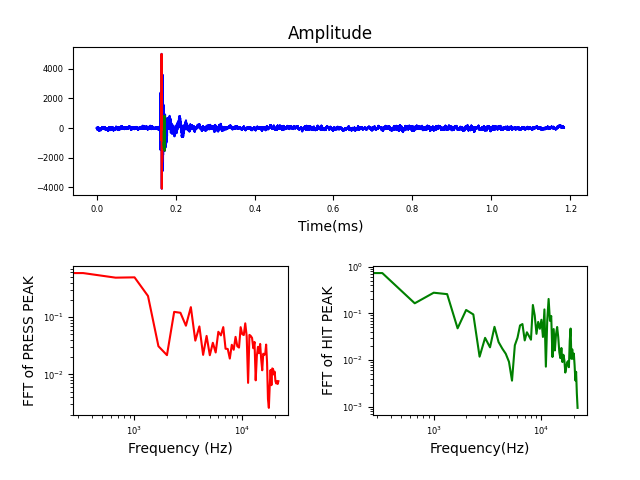 Amplitude
4000
2000
0
−2000
−4000
0.0 0.2 0.4 0.6 0.8 1.0 1.2
Time(ms)
FFT of PRESS PEAK
10⁻¹
10⁻²
10³ 10⁴
Frequency (Hz)
FFT of HIT PEAK
10⁰
10⁻¹
10⁻²
10⁻³
10³ 10⁴
Frequency(Hz)